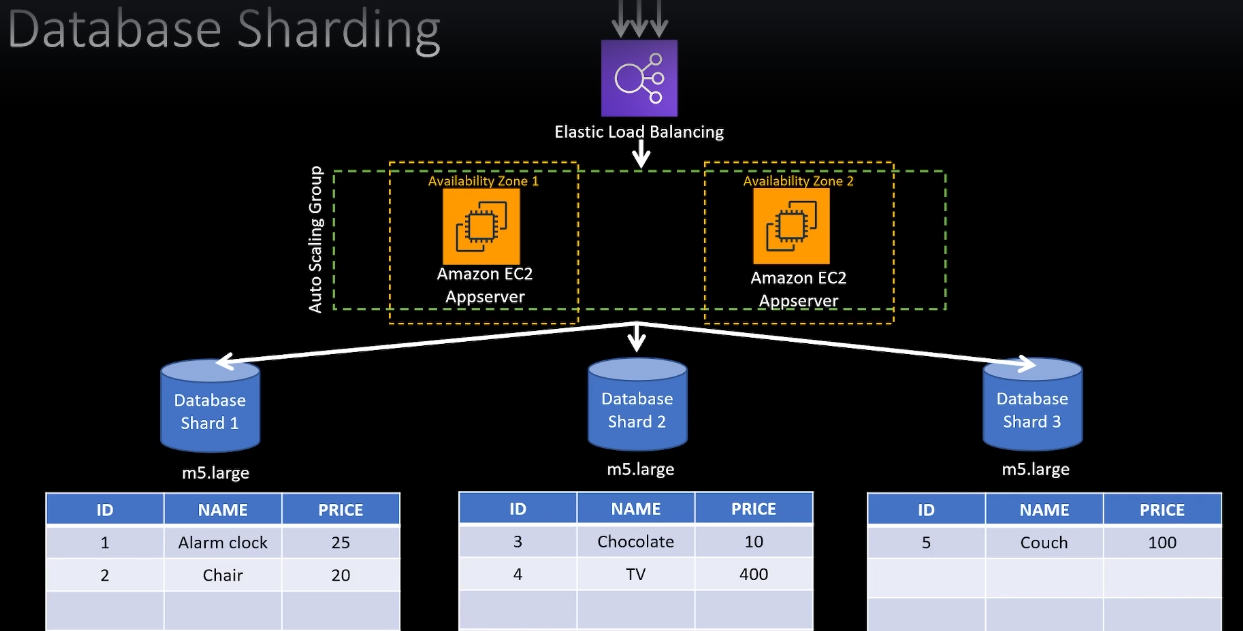 Database Sharding
Elastic Load Balancing
Auto Scaling Group
Availability Zone 1
Amazon EC2
Appserver
Availability Zone 2
Amazon EC2
Appserver
Database
Shard 1
m5.large
Database
Shard 2
m5.large
Database
Shard 3
m5.large
ID NAME PRICE
1 Alarm clock 25
2 Chair 20
ID NAME PRICE
3 Chocolate 10
4 TV 400
ID NAME PRICE
5 Couch 100